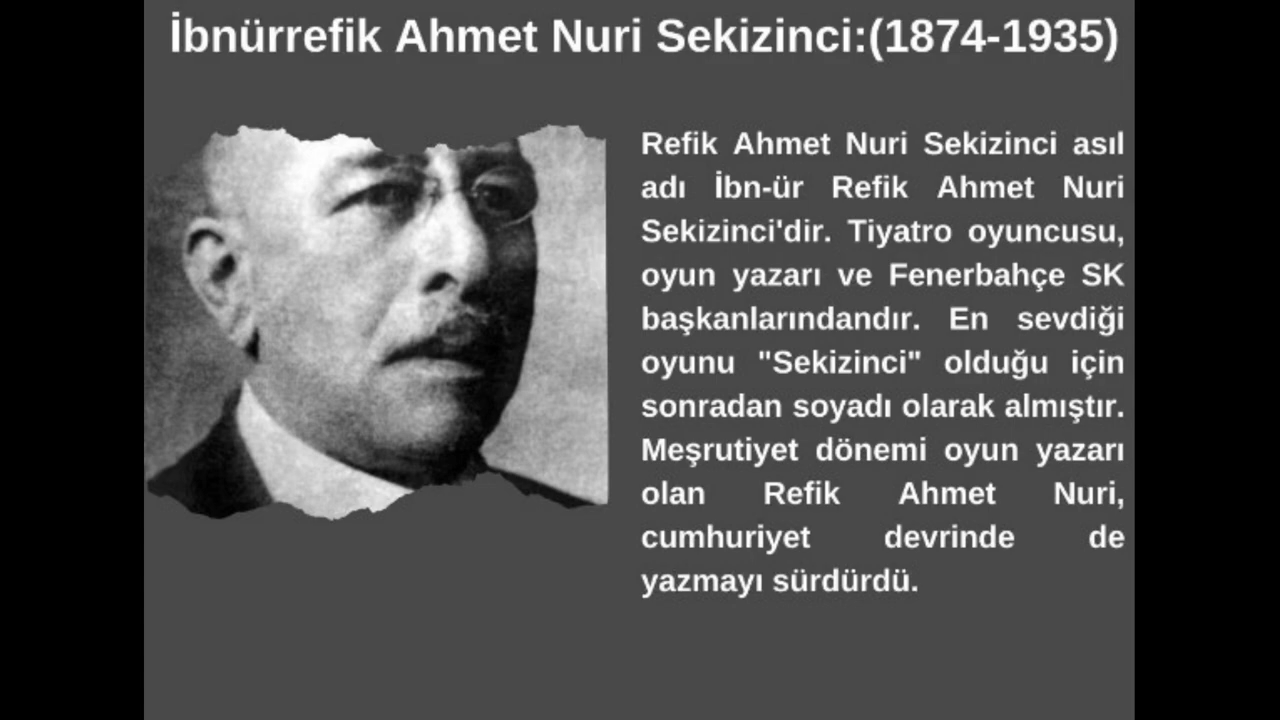 İbnürrefik Ahmet Nuri Sekizinci:(1874-1935)
Refik Ahmet Nuri Sekizinci asıl
adı İbn-ür Refik Ahmet Nuri
Sekizinci'dir. Tiyatro oyuncusu,
oyun yazarı ve Fenerbahçe SK
başkanlarındandır. En sevdiği
oyunu "Sekizinci" olduğu için
sonradan soyadı olarak almıştır.
Meşrutiyet dönemi oyun yazarı
olan Refik Ahmet Nuri,
cumhuriyet devrinde de
yazmayı sürdürdü.